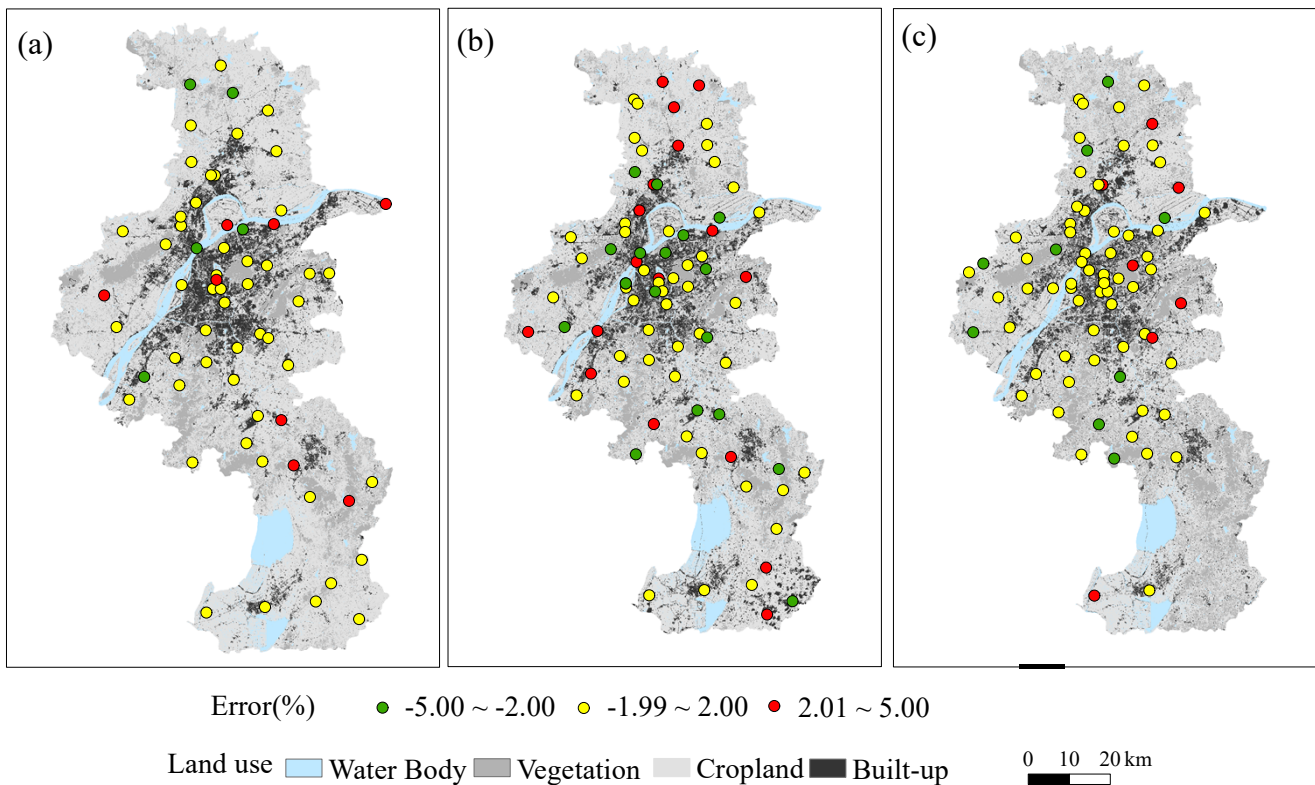 (a)
(b)
(c)
Error(%) -5.00 ~ -2.00 -1.99 ~ 2.00 2.01 ~ 5.00
Land use Water Body Vegetation Cropland Built-up
0 10 20 km